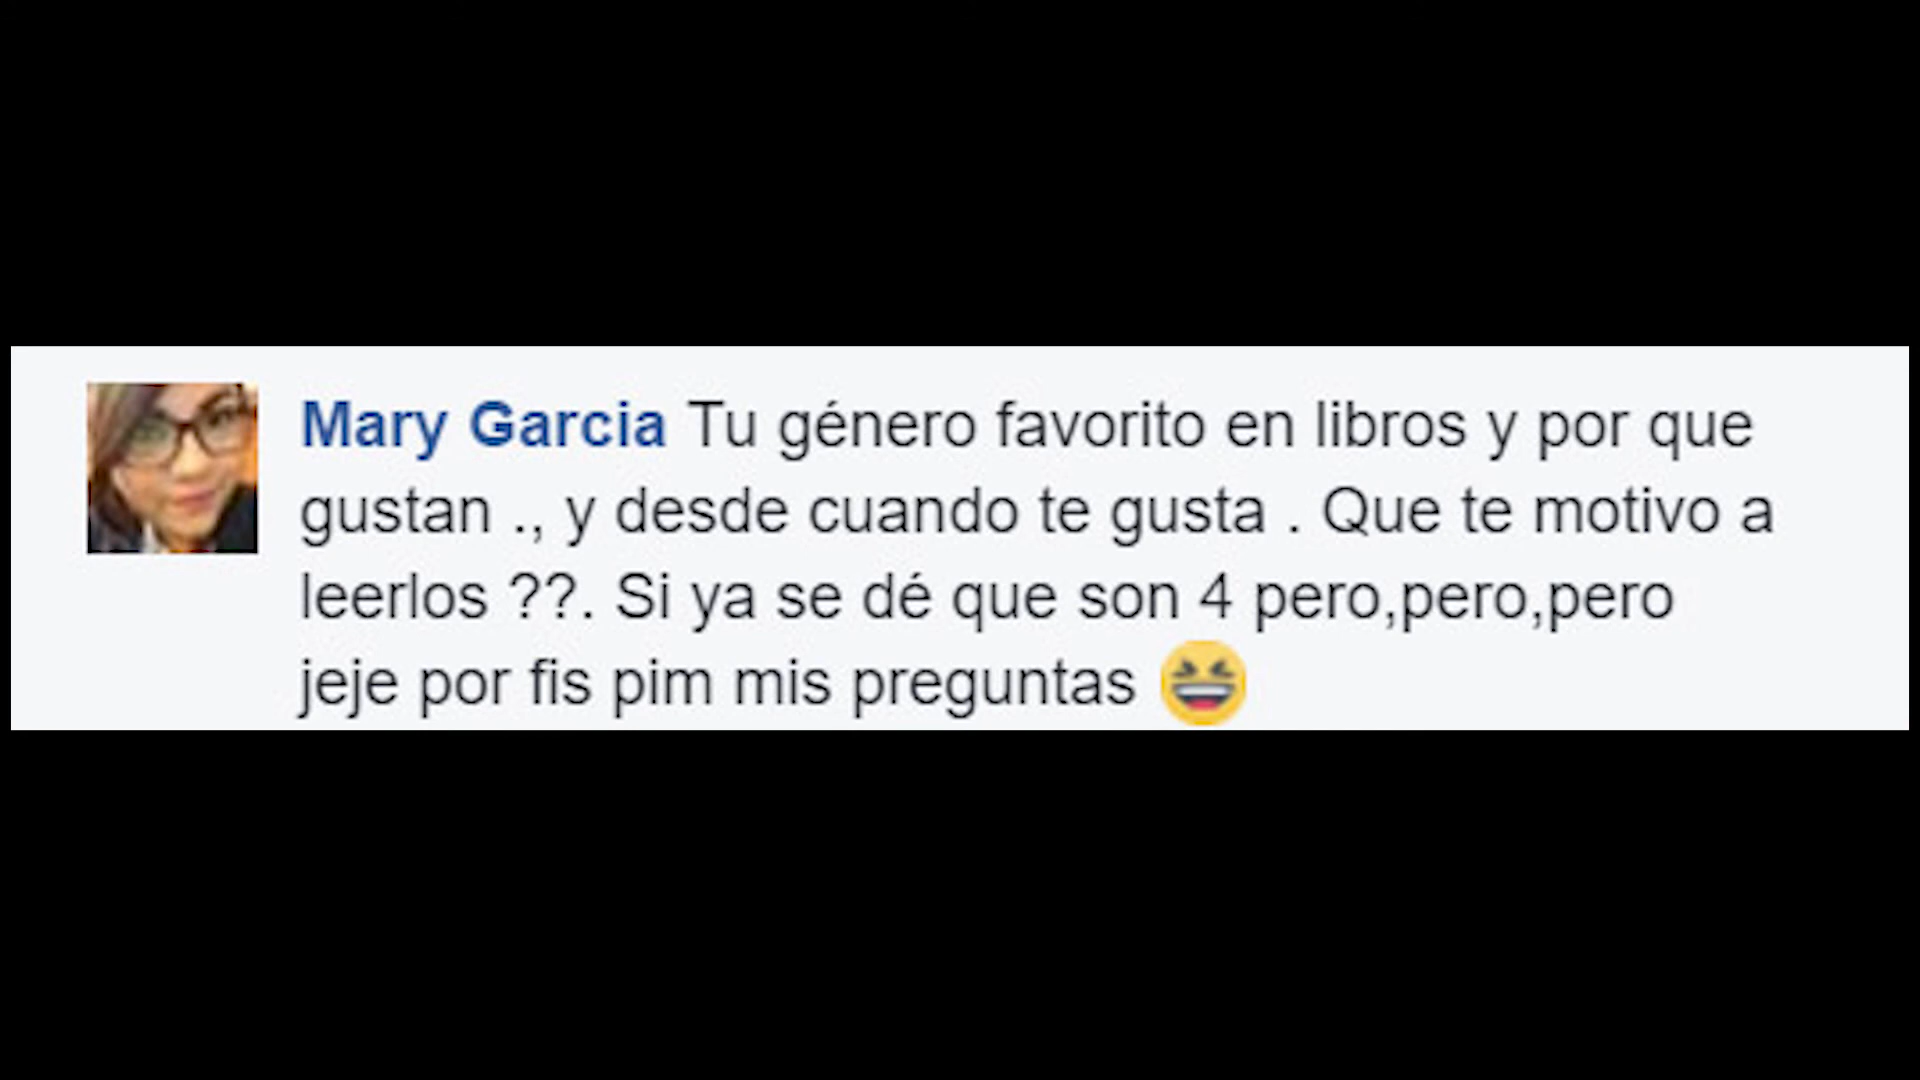 Mary Garcia Tu género favorito en libros y por que
gustan ., y desde cuando te gusta . Que te motivo a
leerlos ??. Si ya se dé que son 4 pero,pero,pero
jeje por fis pim mis preguntas 😆